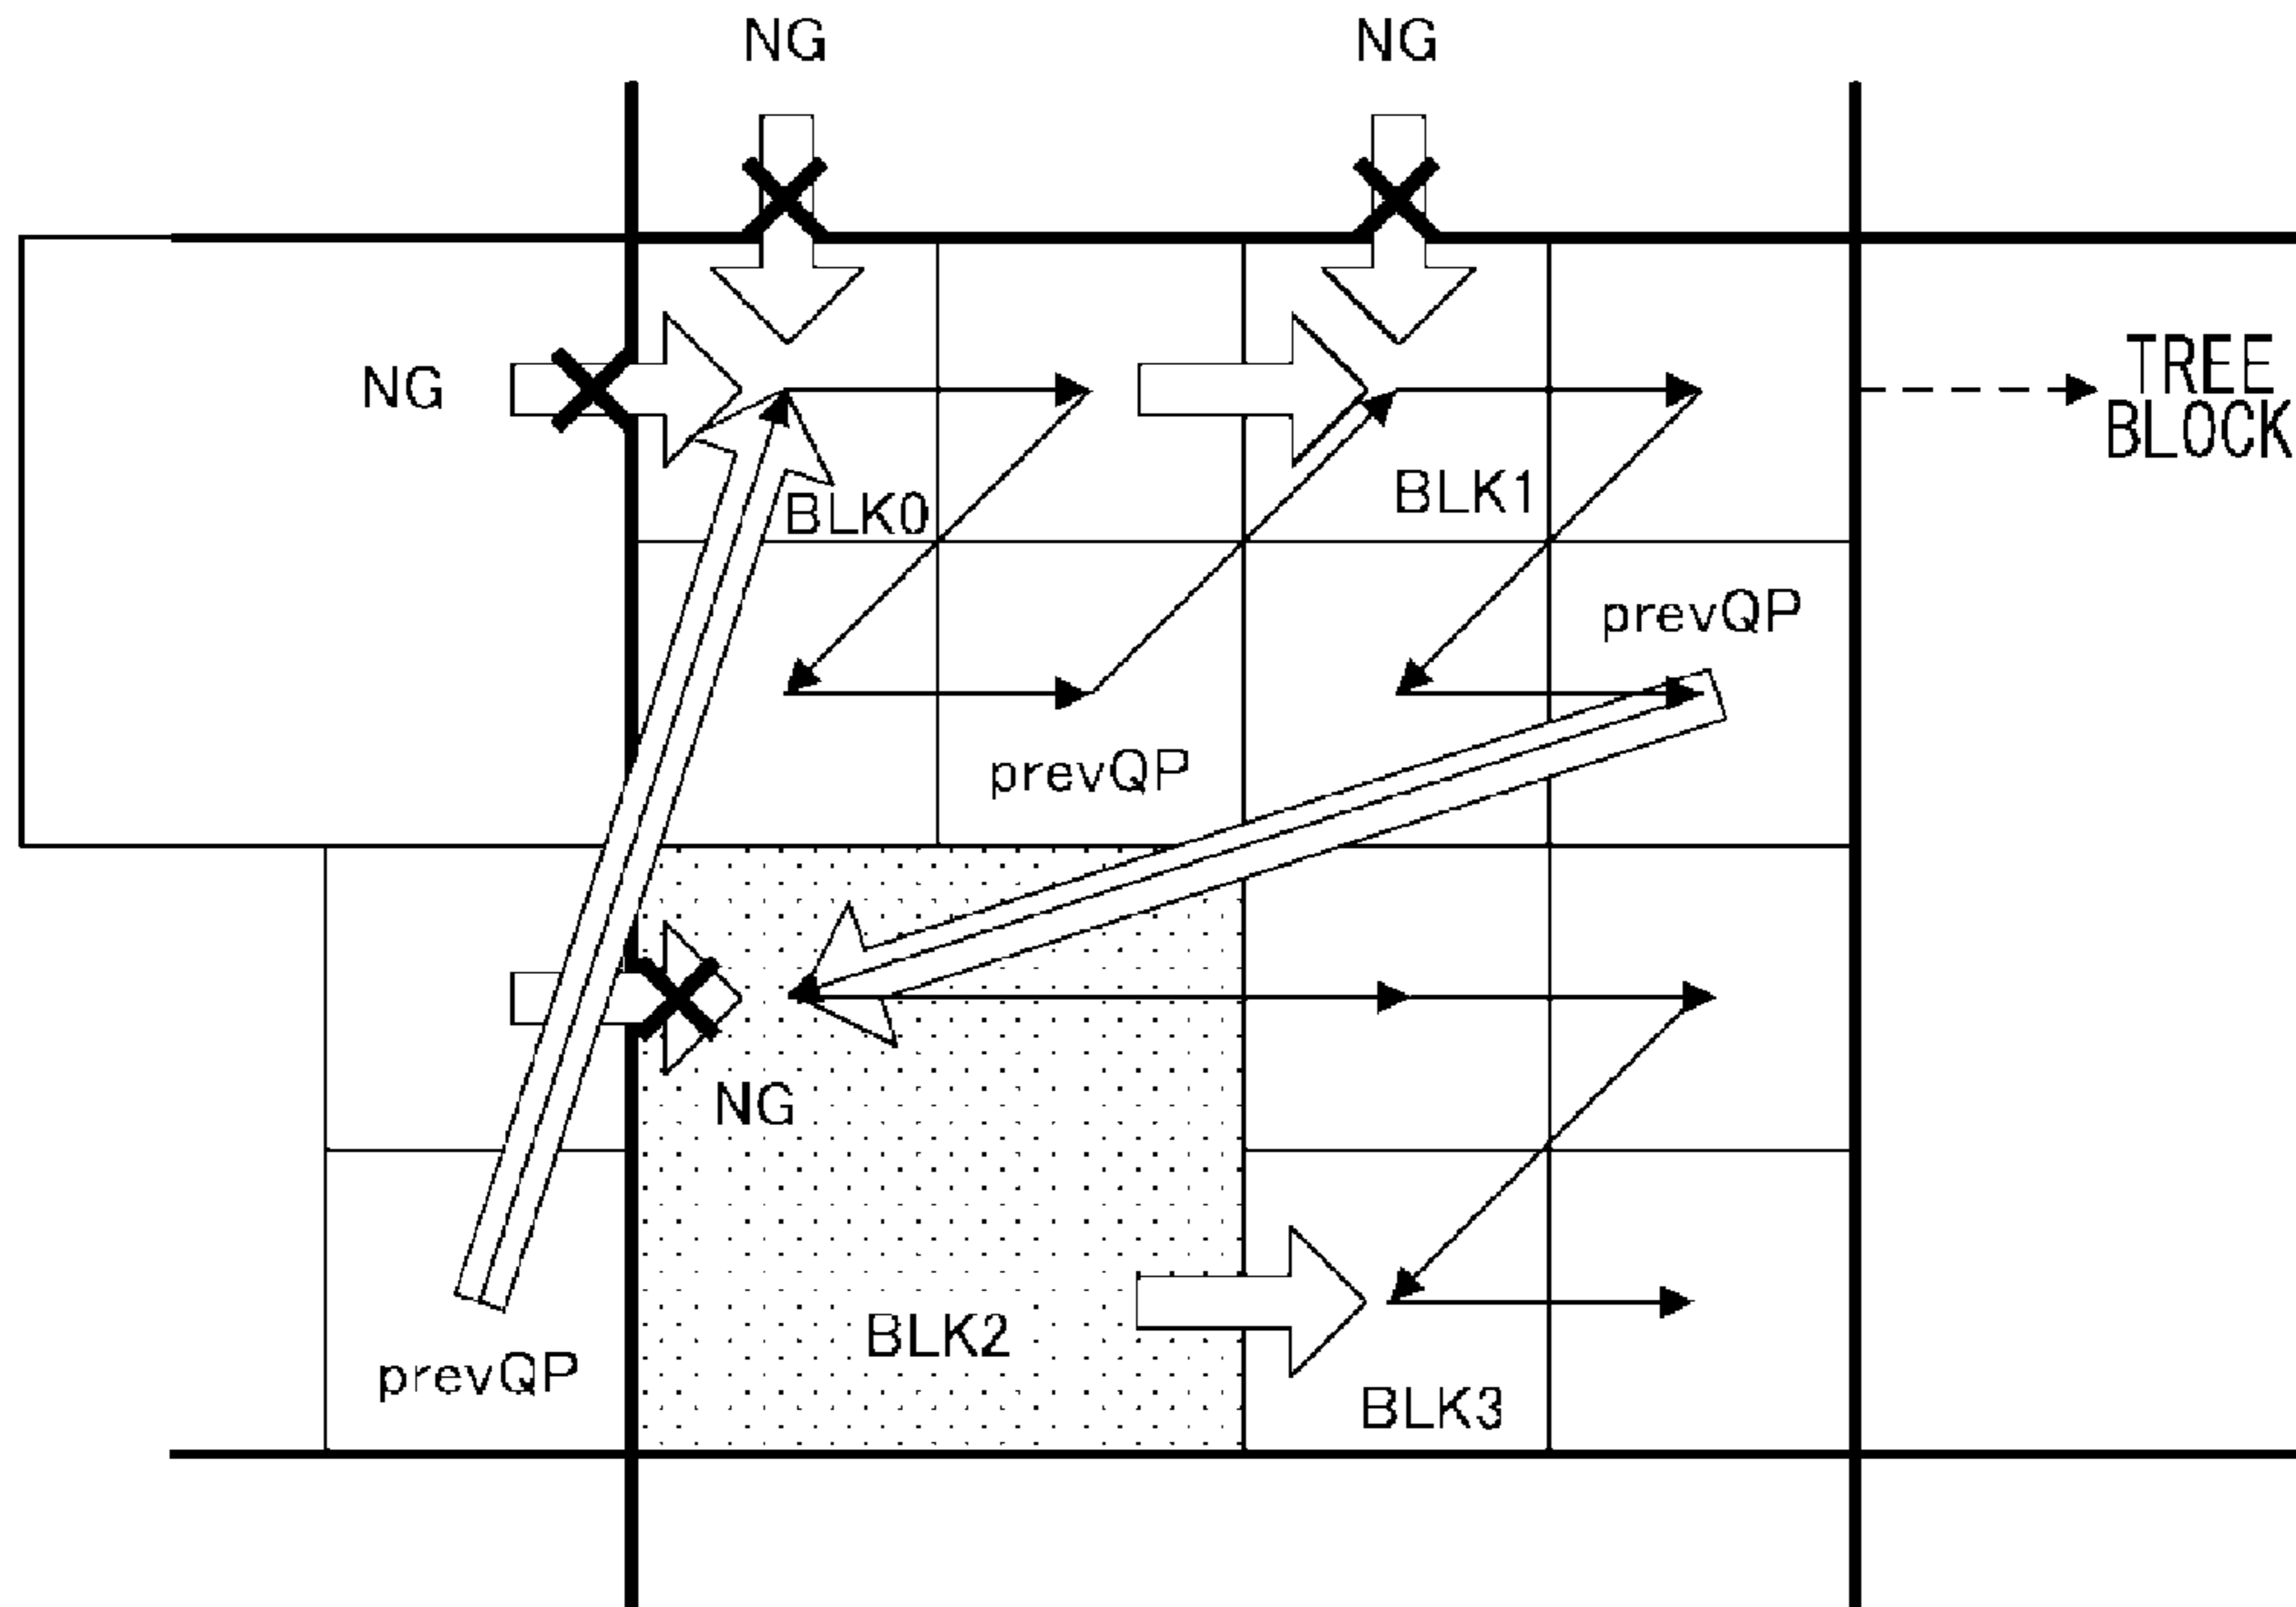 NG
NG
NG
TREE
BLOCK
BLK0
BLK1
prevQP
prevQP
NG
BLK2
prevQP
BLK3